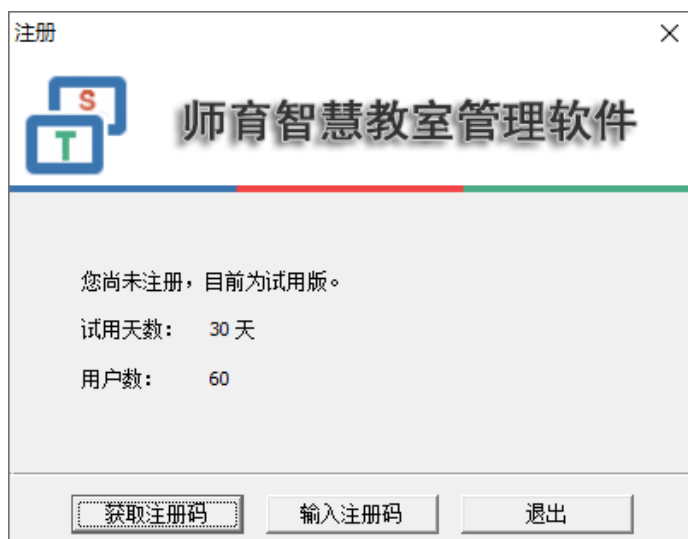 注册
S
T
师育智慧教室管理软件
您尚未注册，目前为试用版。
试用天数： 30 天
用户数： 60
获取注册码 输入注册码 退出